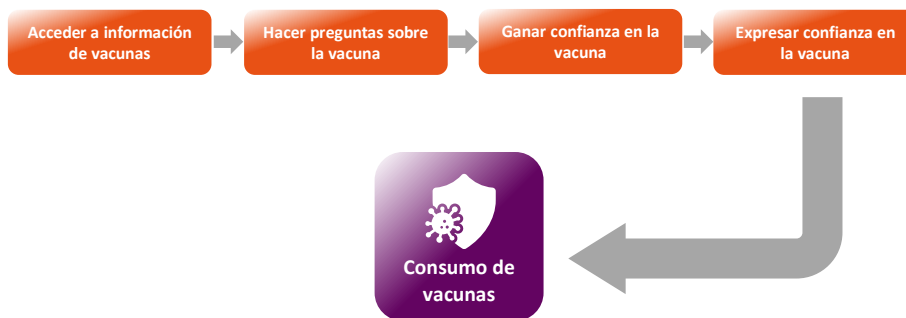 Acceder a información
de vacunas
Hacer preguntas sobre
la vacuna
Ganar confianza en la
vacuna
Expresar confianza en
la vacuna
Consumo de
vacunas